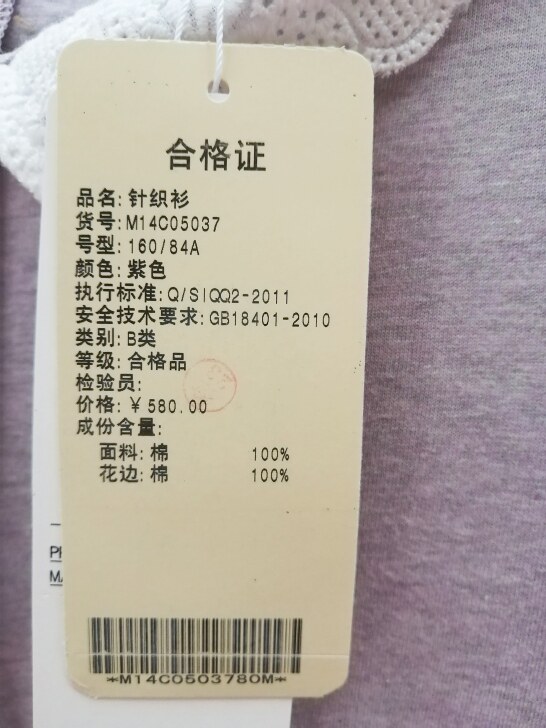 合格证
品名: 针织衫
货号: M14C05037
号型: 160/84A
颜色: 紫色
执行标准: Q/SIQQ2-2011
安全技术要求: GB18401-2010
类别: B类
等级: 合格品
检验员:
价格: ¥ 580.00
成份含量:
面料: 棉 100%
花边: 棉 100%
*M14C0503780M*